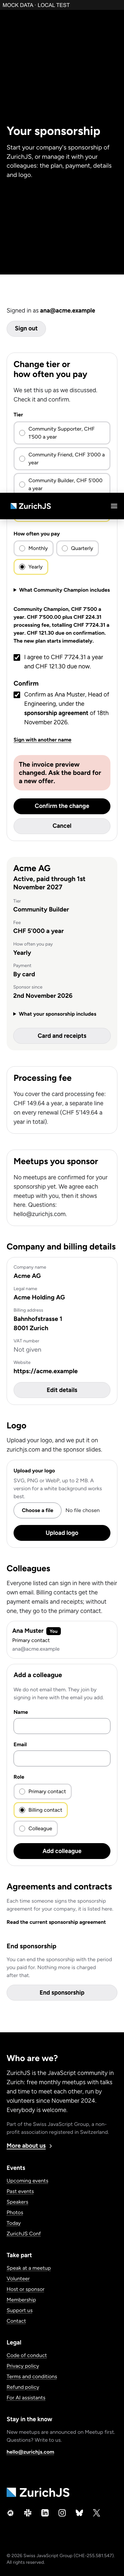 MOCK DATA · LOCAL TEST
Your sponsorship
Set your company's sponsorship of
ZurichJS, or manage it with your
colleagues: the plan, payment, details
and logo.
Signed in as ana@acme.example
Sign out
Change tier or
how often you pay
We set this up as we discussed.
Check it and confirm.
Tier
Community Supporter, CHF
1'500 a year
Community Friend, CHF 3'000 a
year
Community Builder, CHF 5'000
a year
ZurichJS
How often you pay
Monthly
Quarterly
Yearly
What Community Champion includes
Community Champion, CHF 7'500 a
year. CHF 7'500.00 plus CHF 224.31
processing fee, totalling CHF 7'724.31 a
year. CHF 121.30 due on confirmation.
The new plan starts immediately.
I agree to CHF 7'724.31 a year
and CHF 121.30 due now.
Confirm
Confirm as Ana Muster, Head of
Engineering, under the
sponsorship agreement of 18th
November 2026.
Sign with another name
The invoice preview
changed. Ask the board for
a new offer.
Confirm the change
Cancel
Acme AG
Active, paid through 1st
November 2027
Tier
Community Builder
Fee
CHF 5'000 a year
How often you pay
Yearly
Payment
By card
Sponsor since
2nd November 2026
What your sponsorship includes
Card and receipts
Processing fee
You cover the card processing fee:
CHF 149.64 a year, as a separate line
on every renewal (CHF 5'149.64 a
year in total).
Meetups you sponsor
No meetups are confirmed for your
sponsorship yet. We agree each
meetup with you, then it shows
here. Questions:
hello@zurichjs.com.
Company and billing details
Company name
Acme AG
Legal name
Acme Holding AG
Billing address
Bahnhofstrasse 1
8001 Zurich
VAT number
Not given
Website
https://acme.example
Edit details
Logo
Upload your logo, and we put it on
zurichjs.com and the sponsor slides.
Upload your logo
SVG, PNG or WebP, up to 2 MB. A
version for a white background works
best.
Choose a file
No file chosen
Upload logo
Colleagues
Everyone listed can sign in here with their
own email. Billing contacts get the
payment emails and receipts; without
one, they go to the primary contact.
Ana Muster You
Primary contact
ana@acme.example
Add a colleague
We do not email them. They join by
signing in here with the email you add.
Name
Email
Role
Primary contact
Billing contact
Colleague
Add colleague
Agreements and contracts
Each time someone signs the sponsorship
agreement for your company, it is listed here.
Read the current sponsorship agreement
End sponsorship
You can end the sponsorship with the period
you paid for. Nothing more is charged
after that.
End sponsorship
Who are we?
ZurichJS is the JavaScript community in
Zurich: free monthly meetups with talks
and time to meet each other, run by
volunteers since November 2024.
Everybody is welcome.
Part of the Swiss JavaScript Group, a non-
profit association registered in Switzerland.
More about us
Events
Upcoming events
Past events
Speakers
Photos
Today
ZurichJS Conf
Take part
Speak at a meetup
Volunteer
Host or sponsor
Membership
Support us
Contact
Legal
Code of conduct
Privacy policy
Terms and conditions
Refund policy
For AI assistants
Stay in the know
New meetups are announced on Meetup first.
Questions? Write to us.
hello@zurichjs.com
ZurichJS
© 2026 Swiss JavaScript Group (CHE-255.581.547).
All rights reserved.